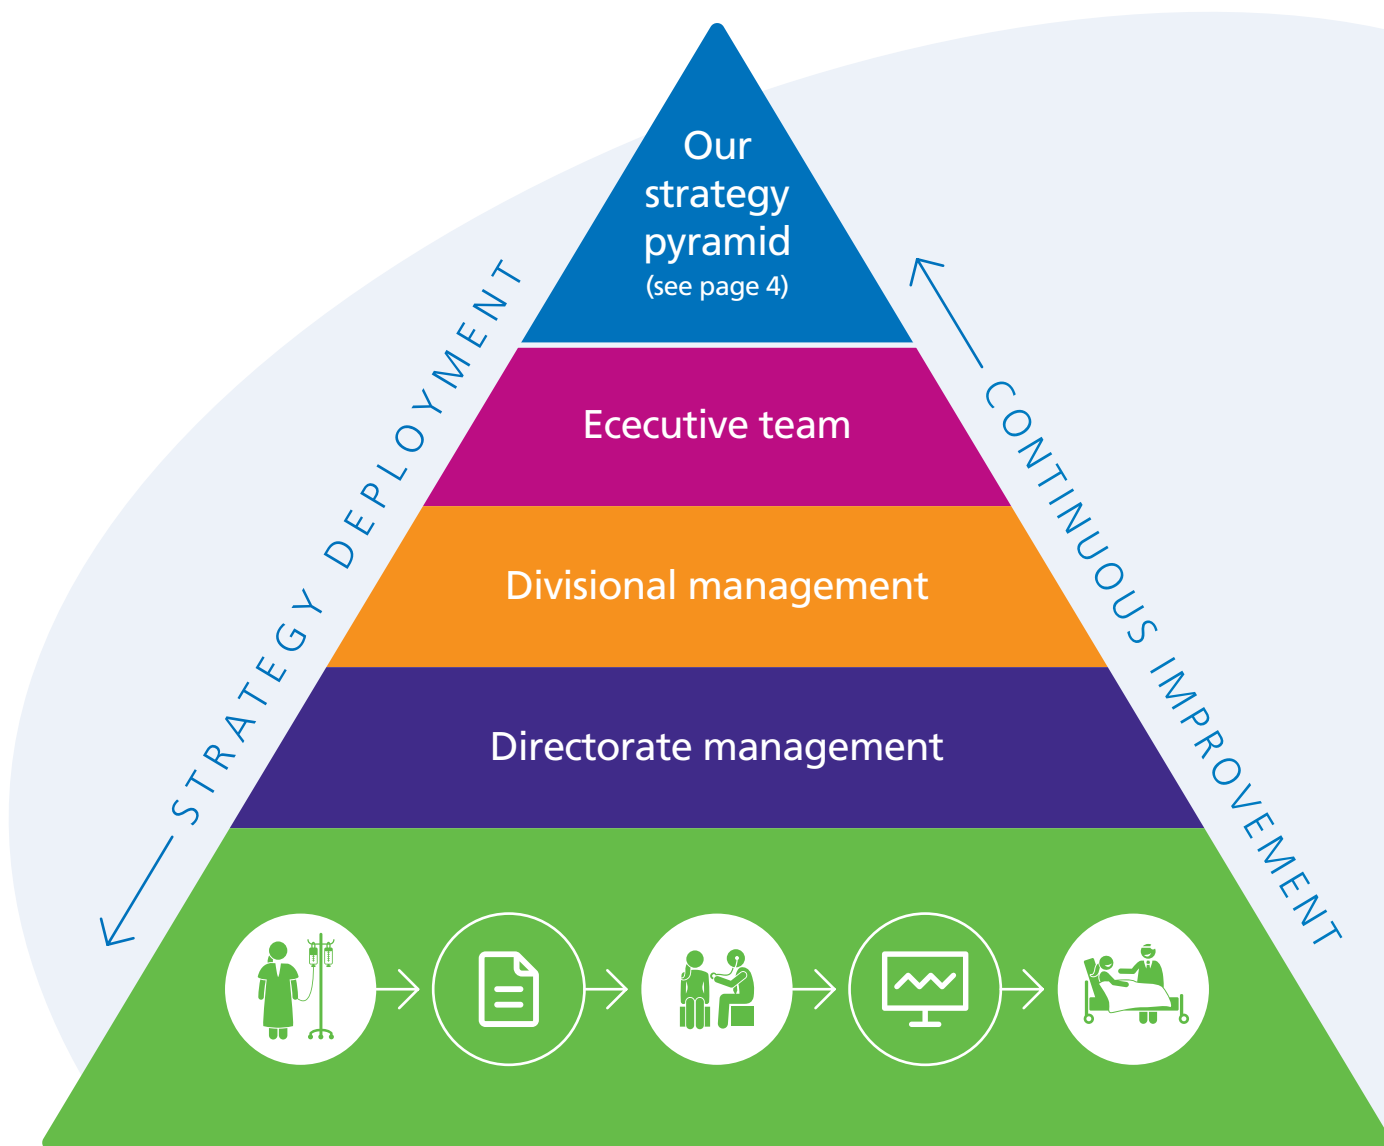 Our
strategy
pyramid
(see page 4)
STRATEGY DEPLOYMENT
CONTINUOUS IMPROVEMENT
Ececutive team
Divisional management
Directorate management